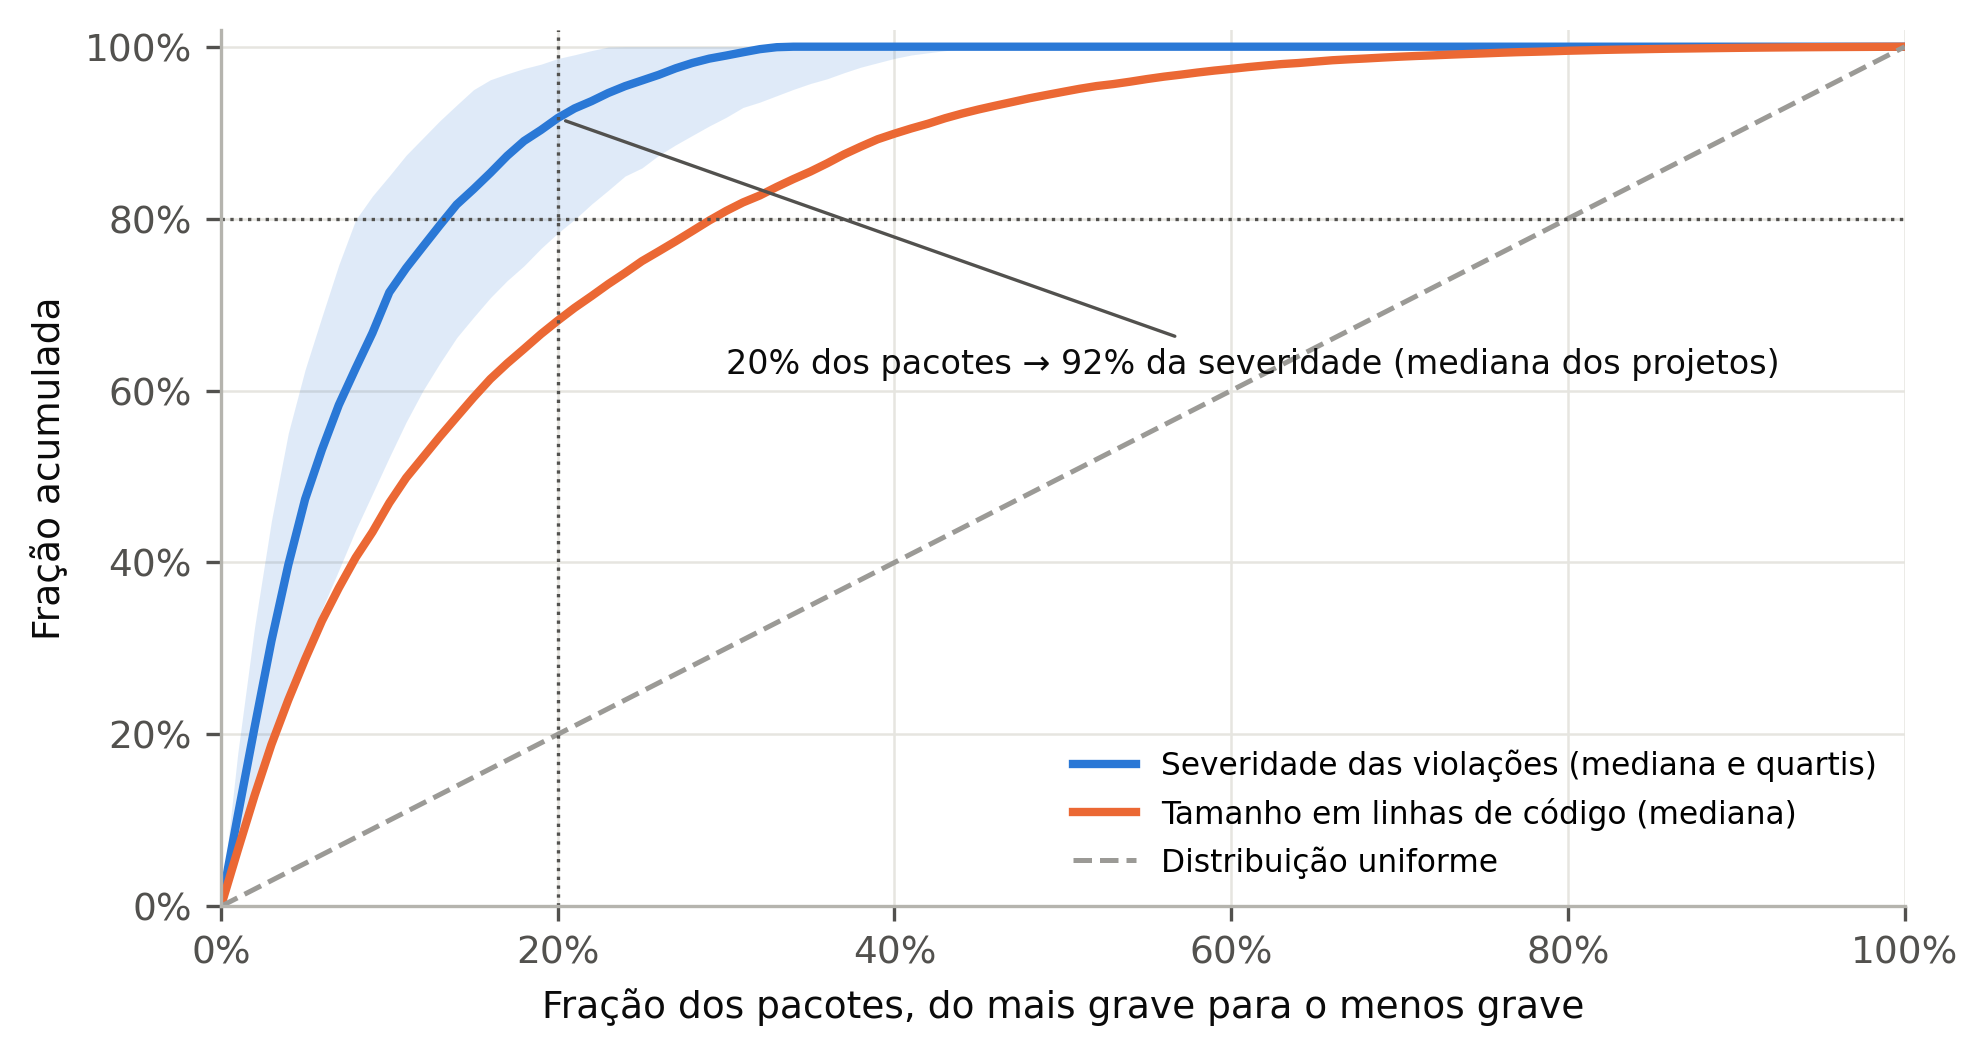 100%
80%
60%
40%
20%
0%
Fração acumulada
20% dos pacotes → 92% da severidade (mediana dos projetos)
Severidade das violações (mediana e quartis)
Tamanho em linhas de código (mediana)
Distribuição uniforme
0% 20% 40% 60% 80% 100%
Fração dos pacotes, do mais grave para o menos grave